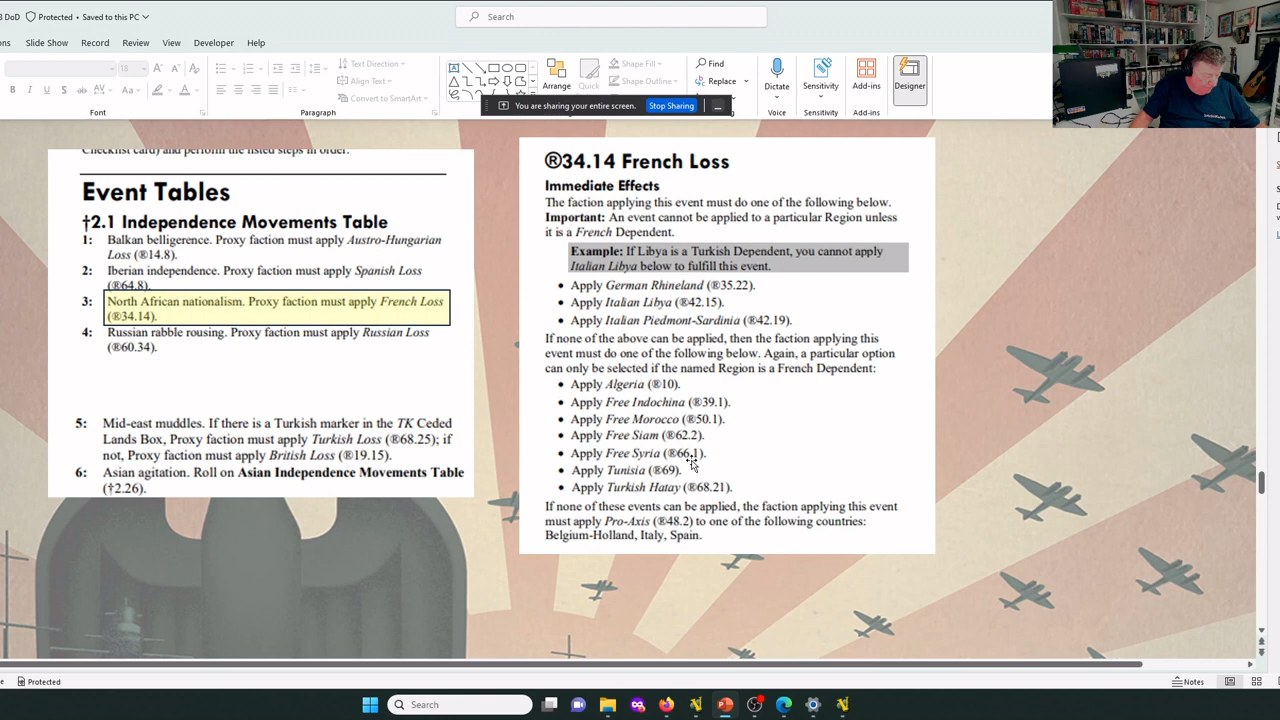 3 DoD Protected • Saved to this PC
Search
ons Slide Show Record Review View Developer Help
18
Text Direction
Align Text
Convert to SmartArt
Arrange
Quick
Shape Fill
Shape Outline
Find
Replace
Dictate
Sensitivity
Add-ins
Designer
You are sharing your entire screen. Stop Sharing
Font
Paragraph
Voice
Sensitivity
Add-ins
Checklist card) and perform the listed steps in order.
Event Tables
†2.1 Independence Movements Table
1: Balkan belligerence. Proxy faction must apply Austro-Hungarian
Loss (®14.8).
2: Iberian independence. Proxy faction must apply Spanish Loss
(®64.8).
3: North African nationalism. Proxy faction must apply French Loss
(®34.14).
4: Russian rabble rousing. Proxy faction must apply Russian Loss
(®60.34).
5: Mid-east muddles. If there is a Turkish marker in the TK Ceded
Lands Box, Proxy faction must apply Turkish Loss (®68.25); if
not, Proxy faction must apply British Loss (®19.15).
6: Asian agitation. Roll on Asian Independence Movements Table
(†2.26).
®34.14 French Loss
Immediate Effects
The faction applying this event must do one of the following below.
Important: An event cannot be applied to a particular Region unless
it is a French Dependent.
Example: If Libya is a Turkish Dependent, you cannot apply
Italian Libya below to fulfill this event.
• Apply German Rhineland (®35.22).
• Apply Italian Libya (®42.15).
• Apply Italian Piedmont-Sardinia (®42.19).
If none of the above can be applied, then the faction applying this
event must do one of the following below. Again, a particular option
can only be selected if the named Region is a French Dependent:
• Apply Algeria (®10).
• Apply Free Indochina (®39.1).
• Apply Free Morocco (®50.1).
• Apply Free Siam (®62.2).
• Apply Free Syria (®66.1).
• Apply Tunisia (®69).
• Apply Turkish Hatay (®68.21).
If none of these events can be applied, the faction applying this event
must apply Pro-Axis (®48.2) to one of the following countries:
Belgium-Holland, Italy, Spain.
Protected
Notes
Search